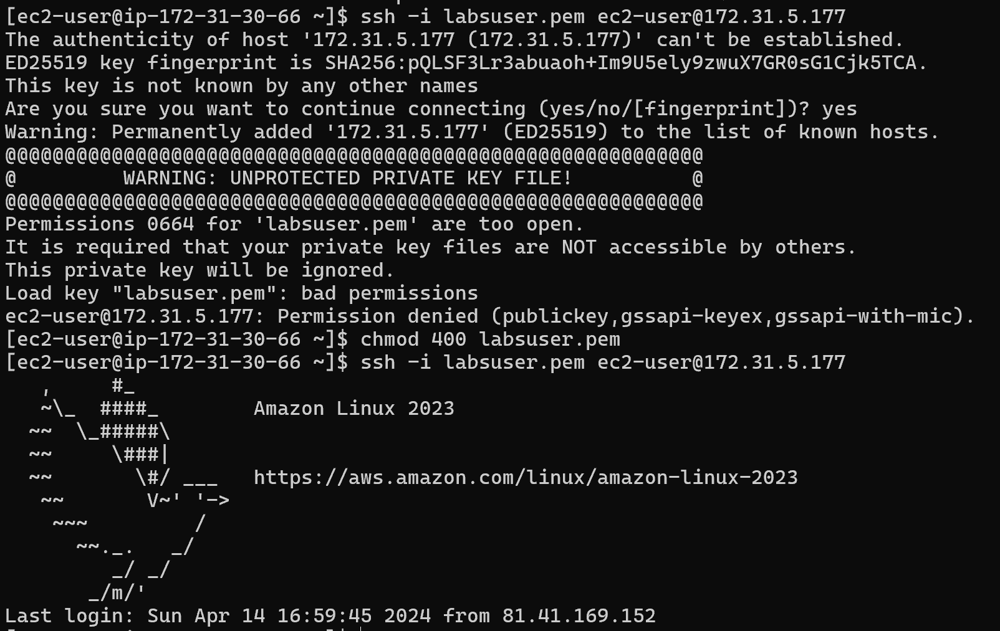 [ec2-user@ip-172-31-30-66 ~]$ ssh -i labsuser.pem ec2-user@172.31.5.177
The authenticity of host '172.31.5.177 (172.31.5.177)' can't be established.
ED25519 key fingerprint is SHA256:pQLSF3Lr3abuaoh+Im9U5ely9zwuX7GR0sG1Cjk5TCA.
This key is not known by any other names
Are you sure you want to continue connecting (yes/no/[fingerprint])? yes
Warning: Permanently added '172.31.5.177' (ED25519) to the list of known hosts.
@@@@@@@@@@@@@@@@@@@@@@@@@@@@@@@@@@@@@@@@@@@@@@@@@@@@@@@@@@@
@         WARNING: UNPROTECTED PRIVATE KEY FILE!          @
@@@@@@@@@@@@@@@@@@@@@@@@@@@@@@@@@@@@@@@@@@@@@@@@@@@@@@@@@@@
Permissions 0664 for 'labsuser.pem' are too open.
It is required that your private key files are NOT accessible by others.
This private key will be ignored.
Load key "labsuser.pem": bad permissions
ec2-user@172.31.5.177: Permission denied (publickey,gssapi-keyex,gssapi-with-mic).
[ec2-user@ip-172-31-30-66 ~]$ chmod 400 labsuser.pem
[ec2-user@ip-172-31-30-66 ~]$ ssh -i labsuser.pem ec2-user@172.31.5.177
   ,     #_
   ~\_  ####_        Amazon Linux 2023
  ~~  \_#####\
  ~~     \###|
  ~~       \#/ ___   https://aws.amazon.com/linux/amazon-linux-2023
   ~~       V~' '->
    ~~~         /
      ~~._.   _/
         _/ _/
       _/m/'
Last login: Sun Apr 14 16:59:45 2024 from 81.41.169.152